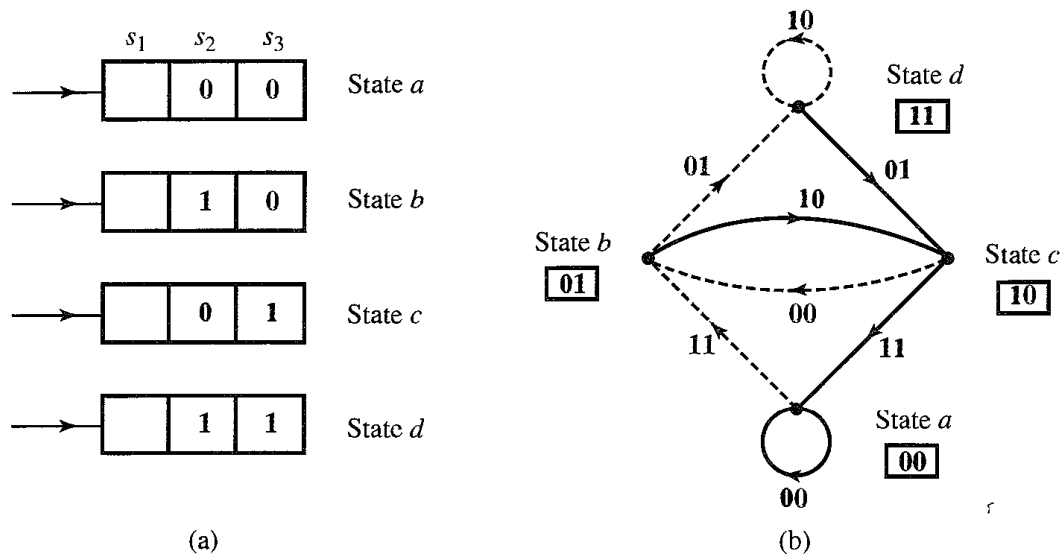 s1 s2 s3
0 0 State a
1 0 State b
0 1 State c
1 1 State d
(a)
10
State d
11
01
01
10
State b
01
State c
10
00
11
11
State a
00
00
(b)